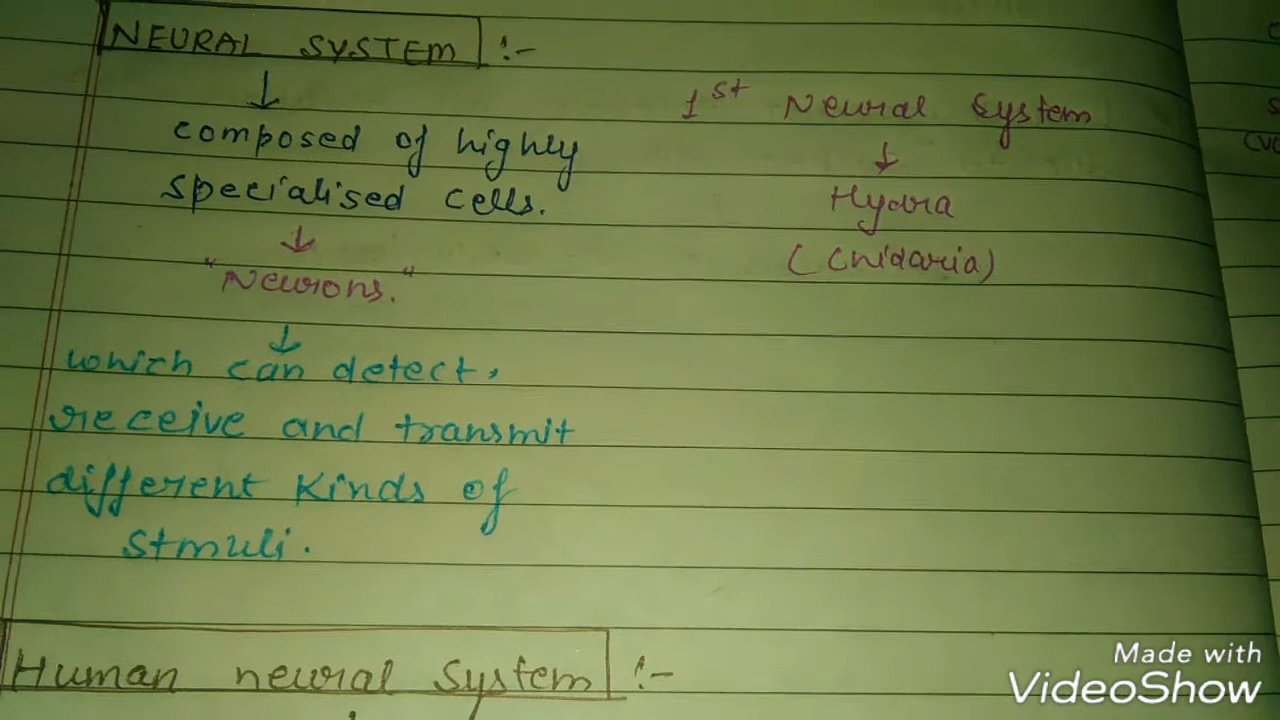 NEURAL SYSTEM :-
↓
composed of highly
specialised cells.
↓
"Neurons."
↓
which can detect,
receive and transmit
different kinds of
stmuli.
1st Neural System
↓
Hydra
(Cnidaria)
Human neural System :-
Made with
VideoShow